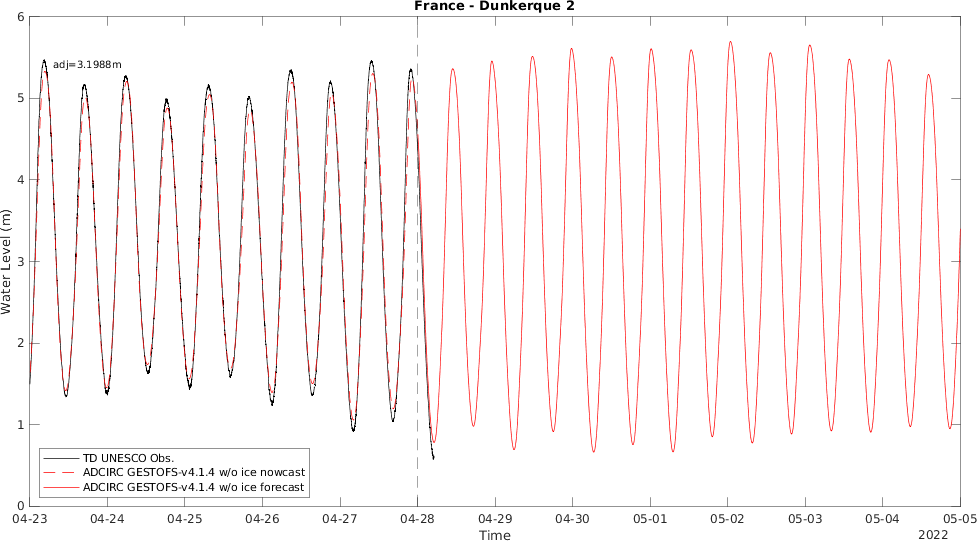 France - Dunkerque 2
6
adj=3.1988m
5
4
3
2
1
0
Water Level (m)
TD UNESCO Obs.
ADCIRC GESTOFS-v4.1.4 w/o ice nowcast
ADCIRC GESTOFS-v4.1.4 w/o ice forecast
04-23 04-24 04-25 04-26 04-27 04-28 04-29 04-30 05-01 05-02 05-03 05-04 05-05
Time
2022